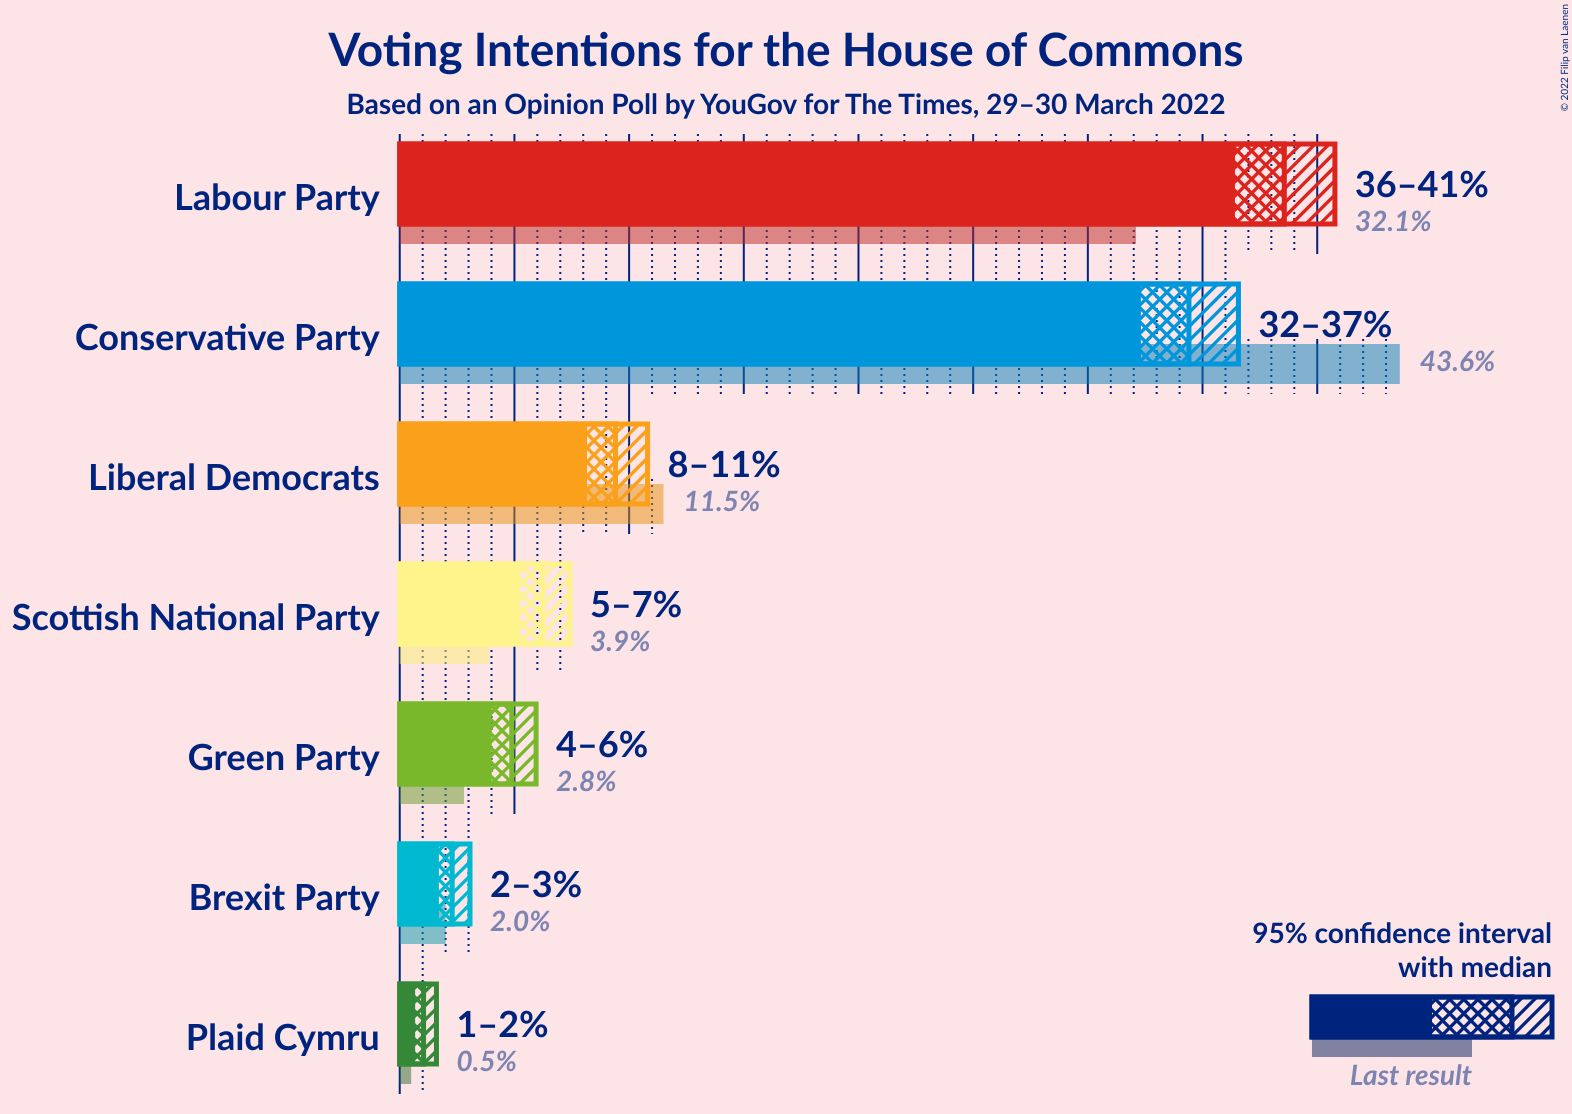 Voting Intentions for the House of Commons
Based on an Opinion Poll by YouGov for The Times, 29–30 March 2022
© 2022 Filip van Laenen
Labour Party
36–41%
32.1%
Conservative Party
32–37%
43.6%
Liberal Democrats
8–11%
11.5%
Scottish National Party
5–7%
3.9%
Green Party
4–6%
2.8%
Brexit Party
2–3%
2.0%
Plaid Cymru
1–2%
0.5%
95% confidence interval
with median
Last result